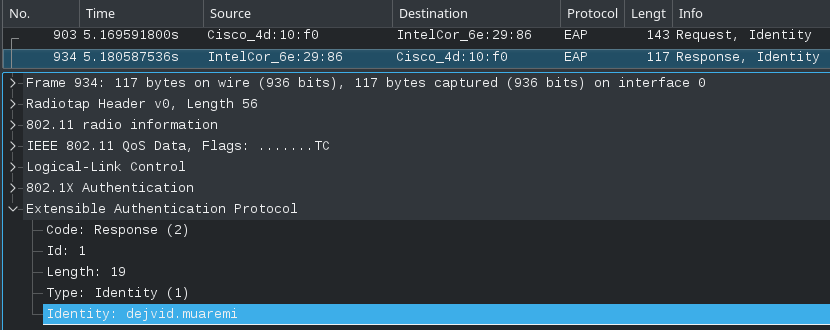 No. Time Source Destination Protocol Lengt Info
903 5.169591800s Cisco_4d:10:f0 IntelCor_6e:29:86 EAP 143 Request, Identity
934 5.180587536s IntelCor_6e:29:86 Cisco_4d:10:f0 EAP 117 Response, Identity
Frame 934: 117 bytes on wire (936 bits), 117 bytes captured (936 bits) on interface 0
Radiotap Header v0, Length 56
802.11 radio information
IEEE 802.11 QoS Data, Flags: .......TC
Logical-Link Control
802.1X Authentication
Extensible Authentication Protocol
Code: Response (2)
Id: 1
Length: 19
Type: Identity (1)
Identity: dejvid.muaremi